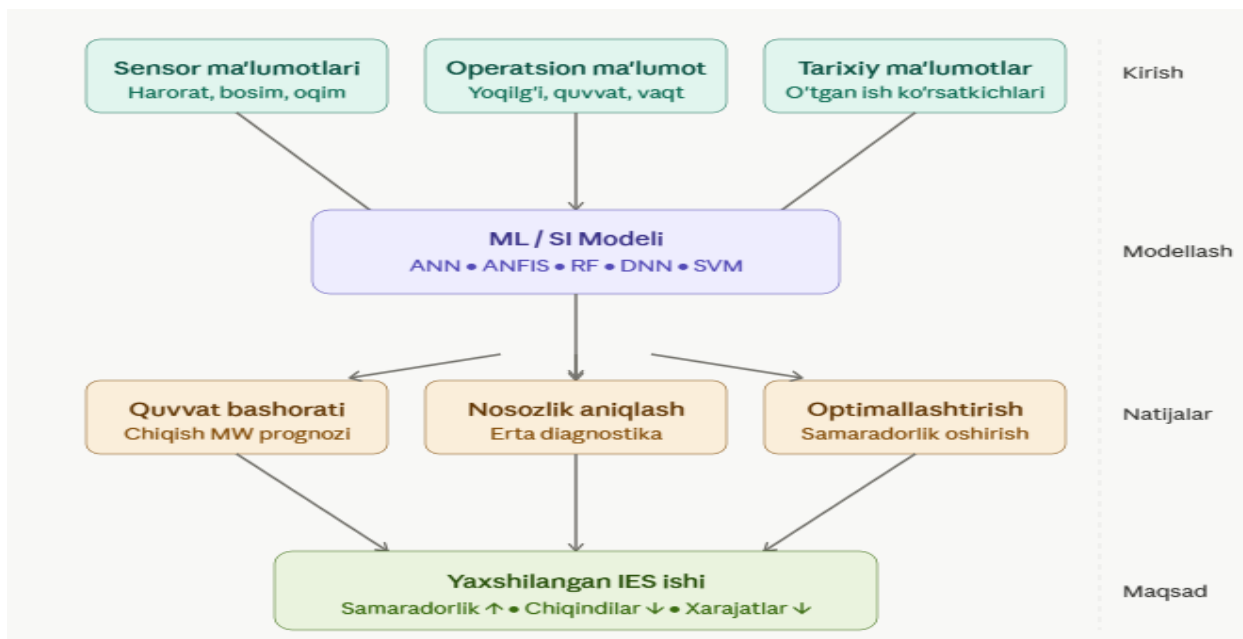 Sensor ma'lumotlari
Harorat, bosim, oqim
Operatsion ma'lumot
Yoqilg'i, quvvat, vaqt
Tarixiy ma'lumotlar
O'tgan ish ko'rsatkichlari
Kirish
ML / SI Modeli
ANN • ANFIS • RF • DNN • SVM
Modellash
Quvvat bashorati
Chiqish MW prognozi
Nosozlik aniqlash
Erta diagnostika
Optimallashtirish
Samaradorlik oshirish
Natijalar
Yaxshilangan IES ishi
Samaradorlik ↑ • Chiqindilar ↓ • Xarajatlar ↓
Maqsad